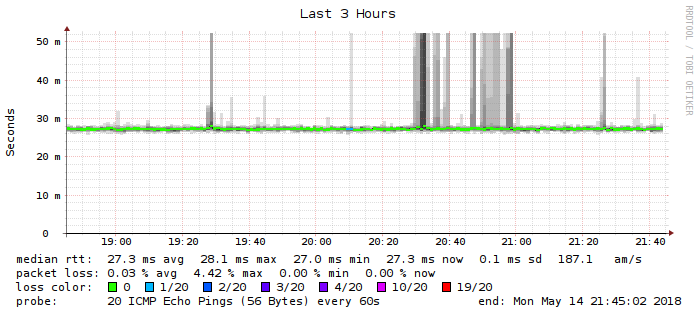 Last 3 Hours
RRDTOOL / TOBI OETIKER
Seconds
50 m
40 m
30 m
20 m
10 m
0
19:00 19:20 19:40 20:00 20:20 20:40 21:00 21:20 21:40
median rtt: 27.3 ms avg 28.1 ms max 27.0 ms min 27.3 ms now 0.1 ms sd 187.1 am/s
packet loss: 0.03 % avg 4.42 % max 0.00 % min 0.00 % now
loss color: 0 1/20 2/20 3/20 4/20 10/20 19/20
probe: 20 ICMP Echo Pings (56 Bytes) every 60s end: Mon May 14 21:45:02 2018